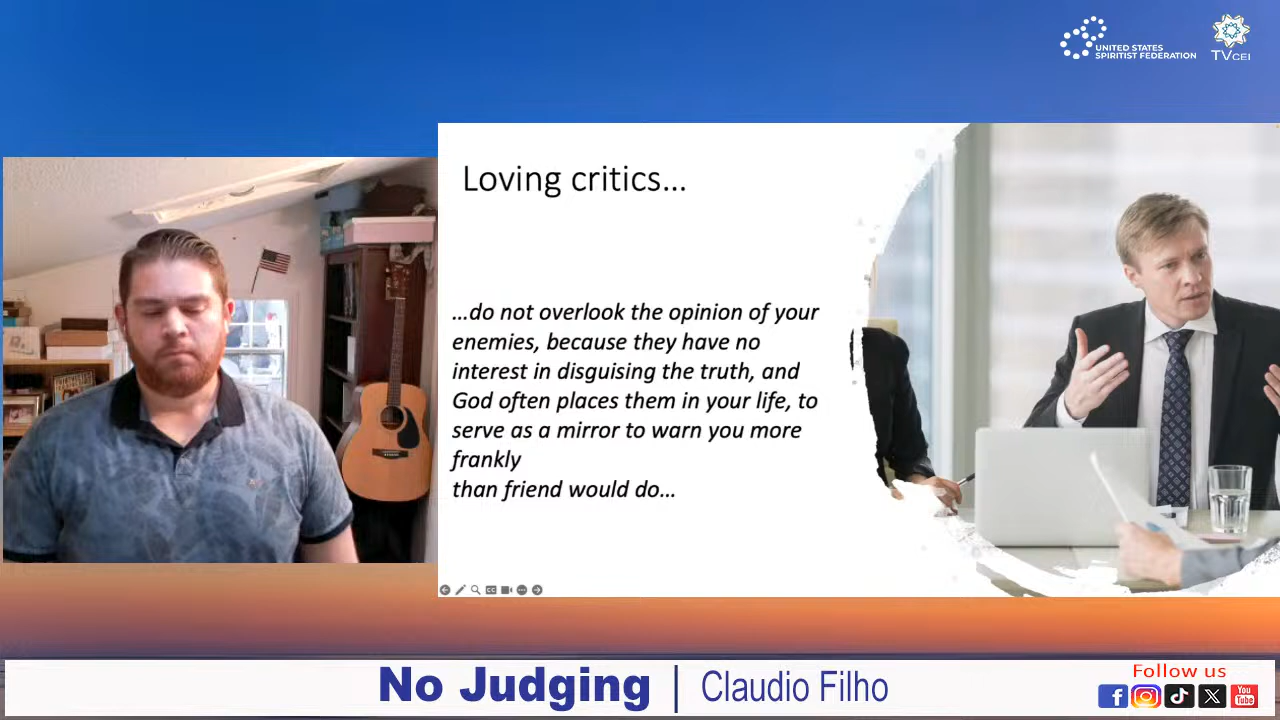 UNITED STATES
SPIRITIST FEDERATION
TVCEI
Loving critics...
...do not overlook the opinion of your
enemies, because they have no
interest in disguising the truth, and
God often places them in your life, to
serve as a mirror to warn you more
frankly
than friend would do...
No Judging | Claudio Filho
Follow us
You
Tube